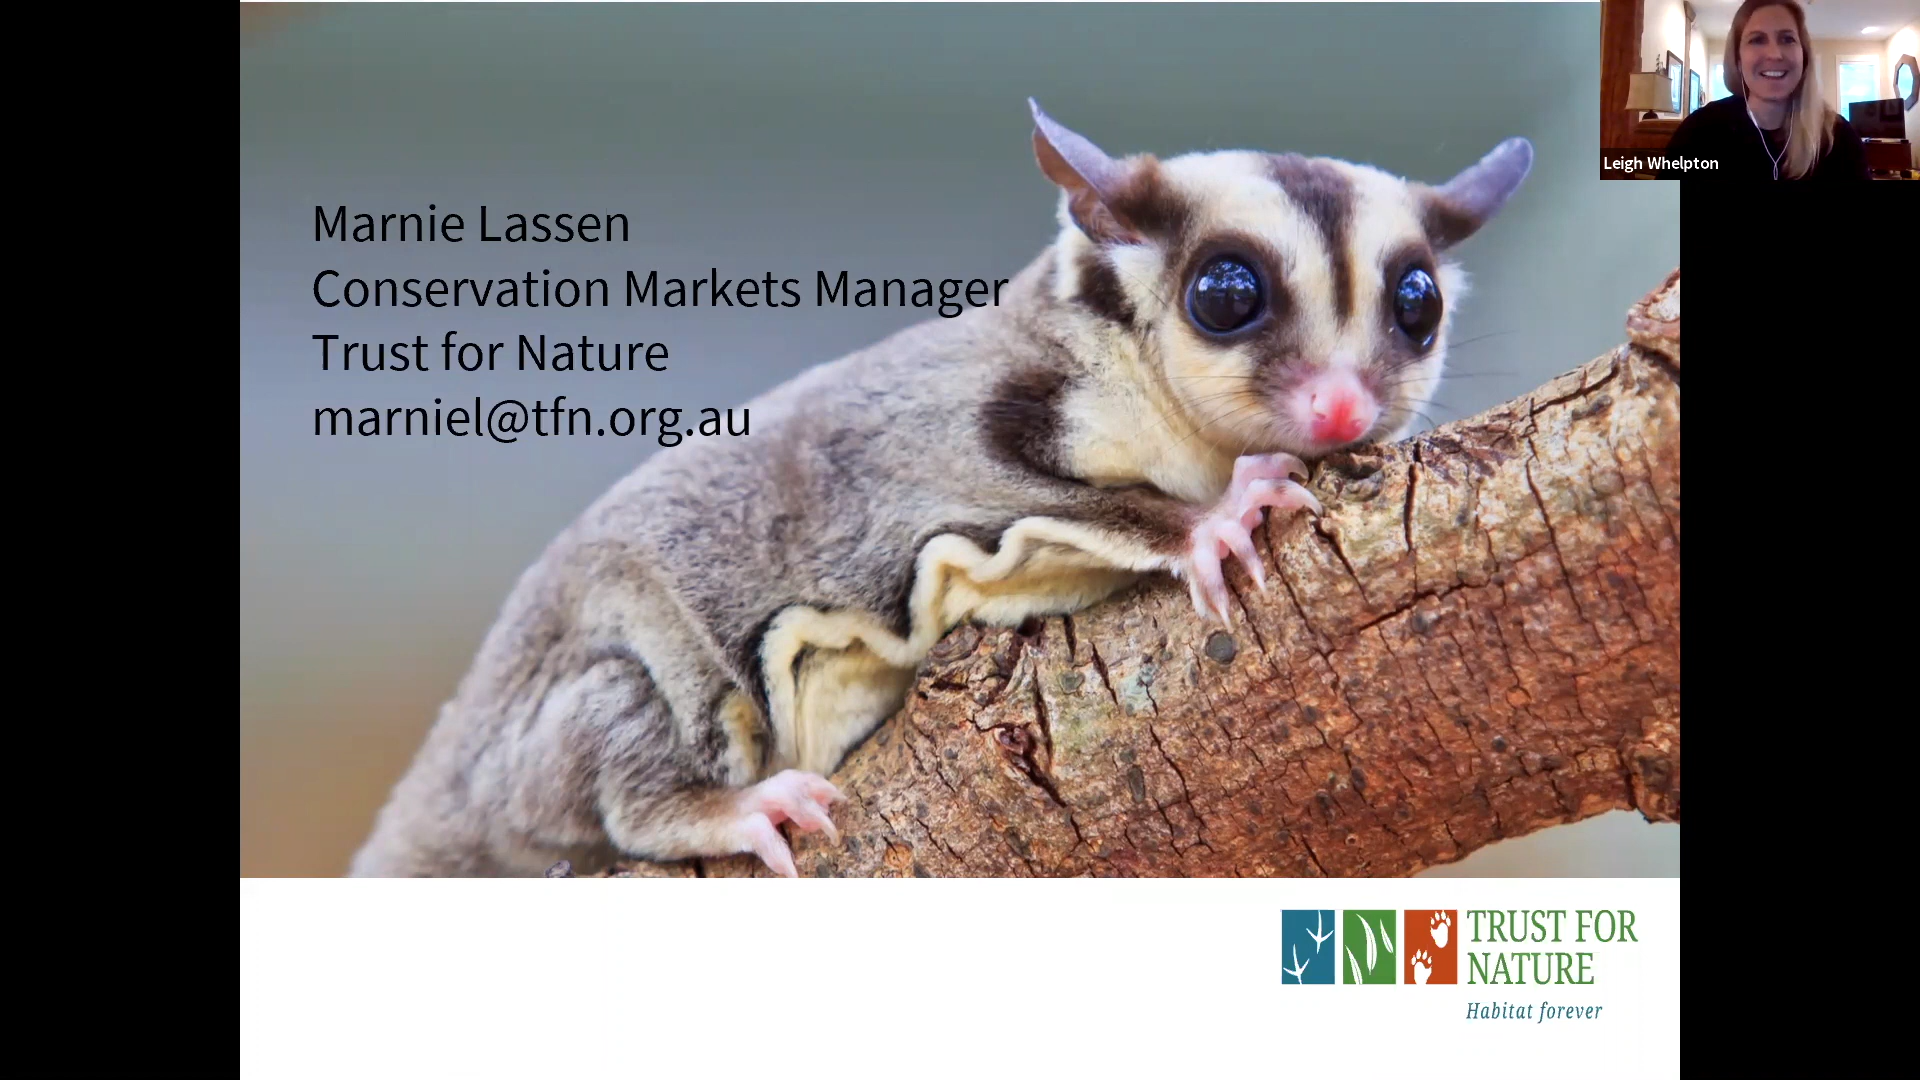 Leigh Whelpton
Marnie Lassen
Conservation Markets Manager
Trust for Nature
marniel@tfn.org.au
TRUST FOR
NATURE
Habitat forever